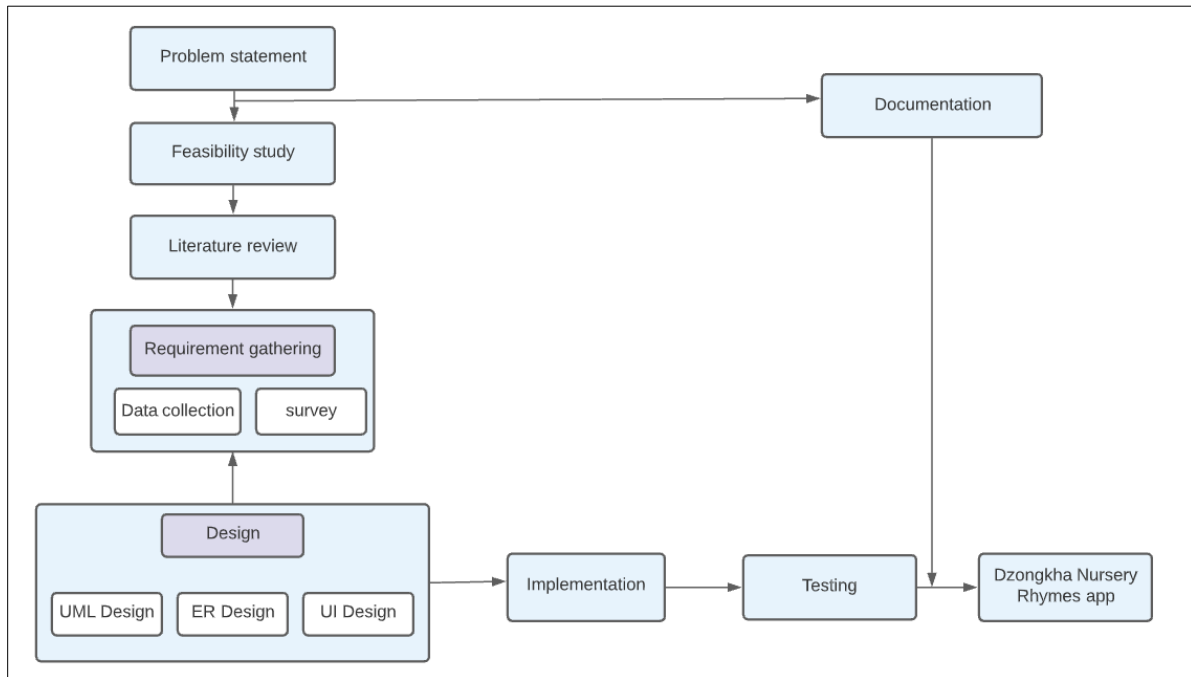 Problem statement
Documentation
Feasibility study
Literature review
Requirement gathering
Data collection
survey
Design
UML Design
ER Design
UI Design
Implementation
Testing
Dzongkha Nursery
Rhymes app